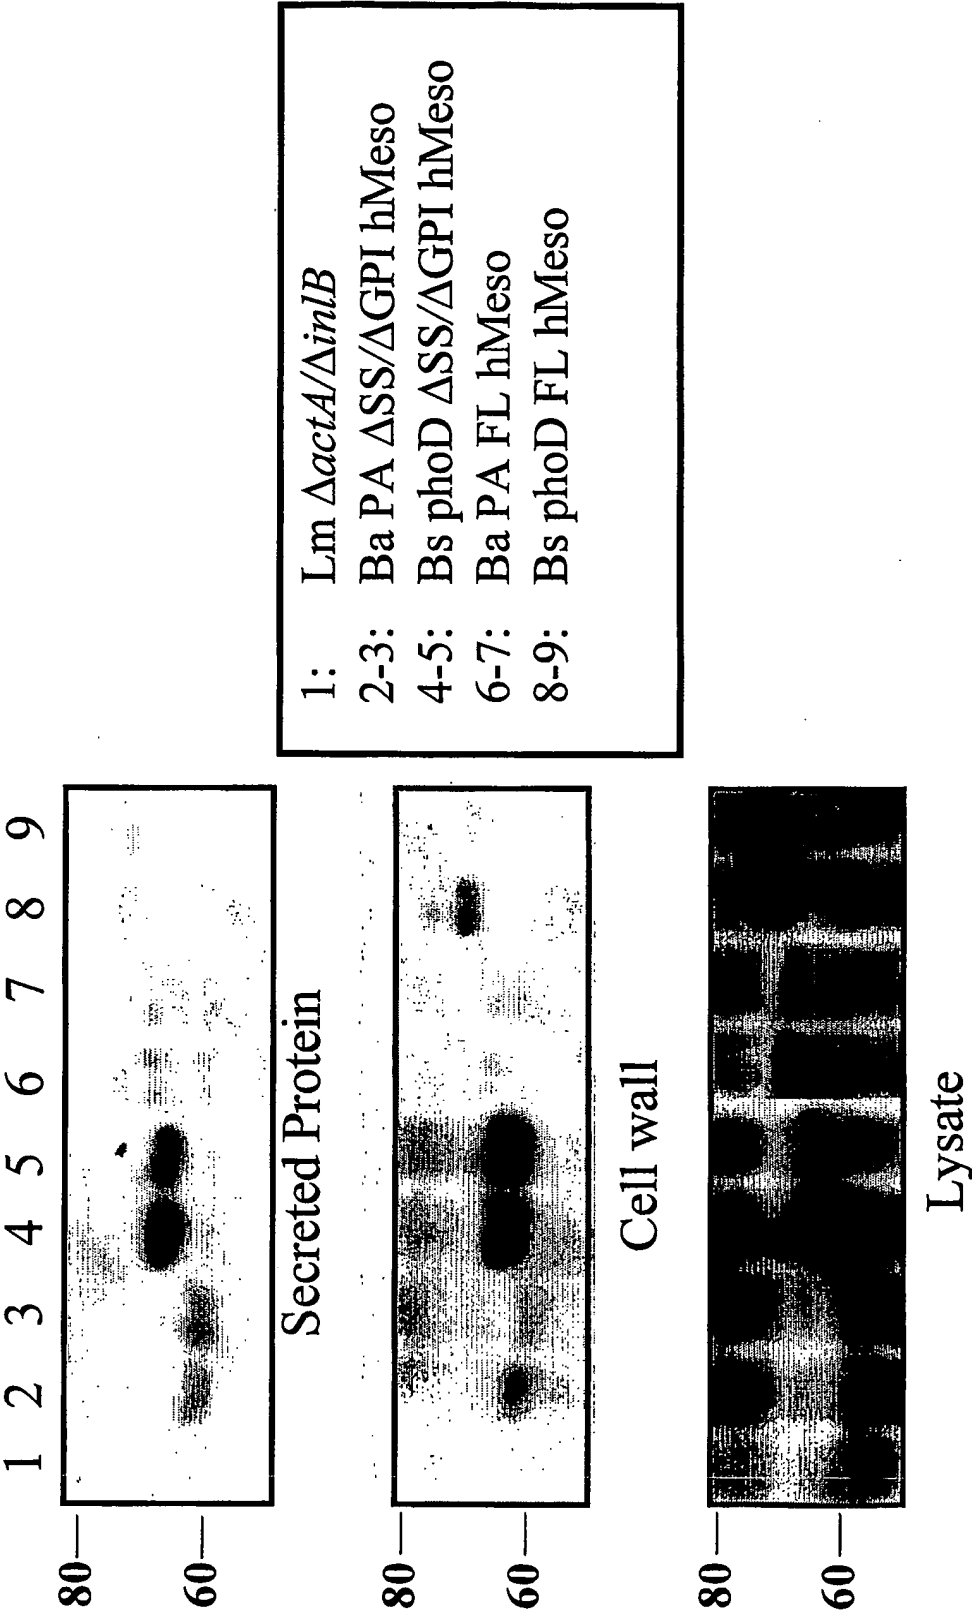 1 2 3 4 5 6 7 8 9
80
60
Secreted Protein
80
60
Cell wall
80
60
Lysate
1: Lm ΔactA/ΔinlB
2-3: Ba PA ΔSS/ΔGPI hMeso
4-5: Bs phoD ΔSS/ΔGPI hMeso
6-7: Ba PA FL hMeso
8-9: Bs phoD FL hMeso